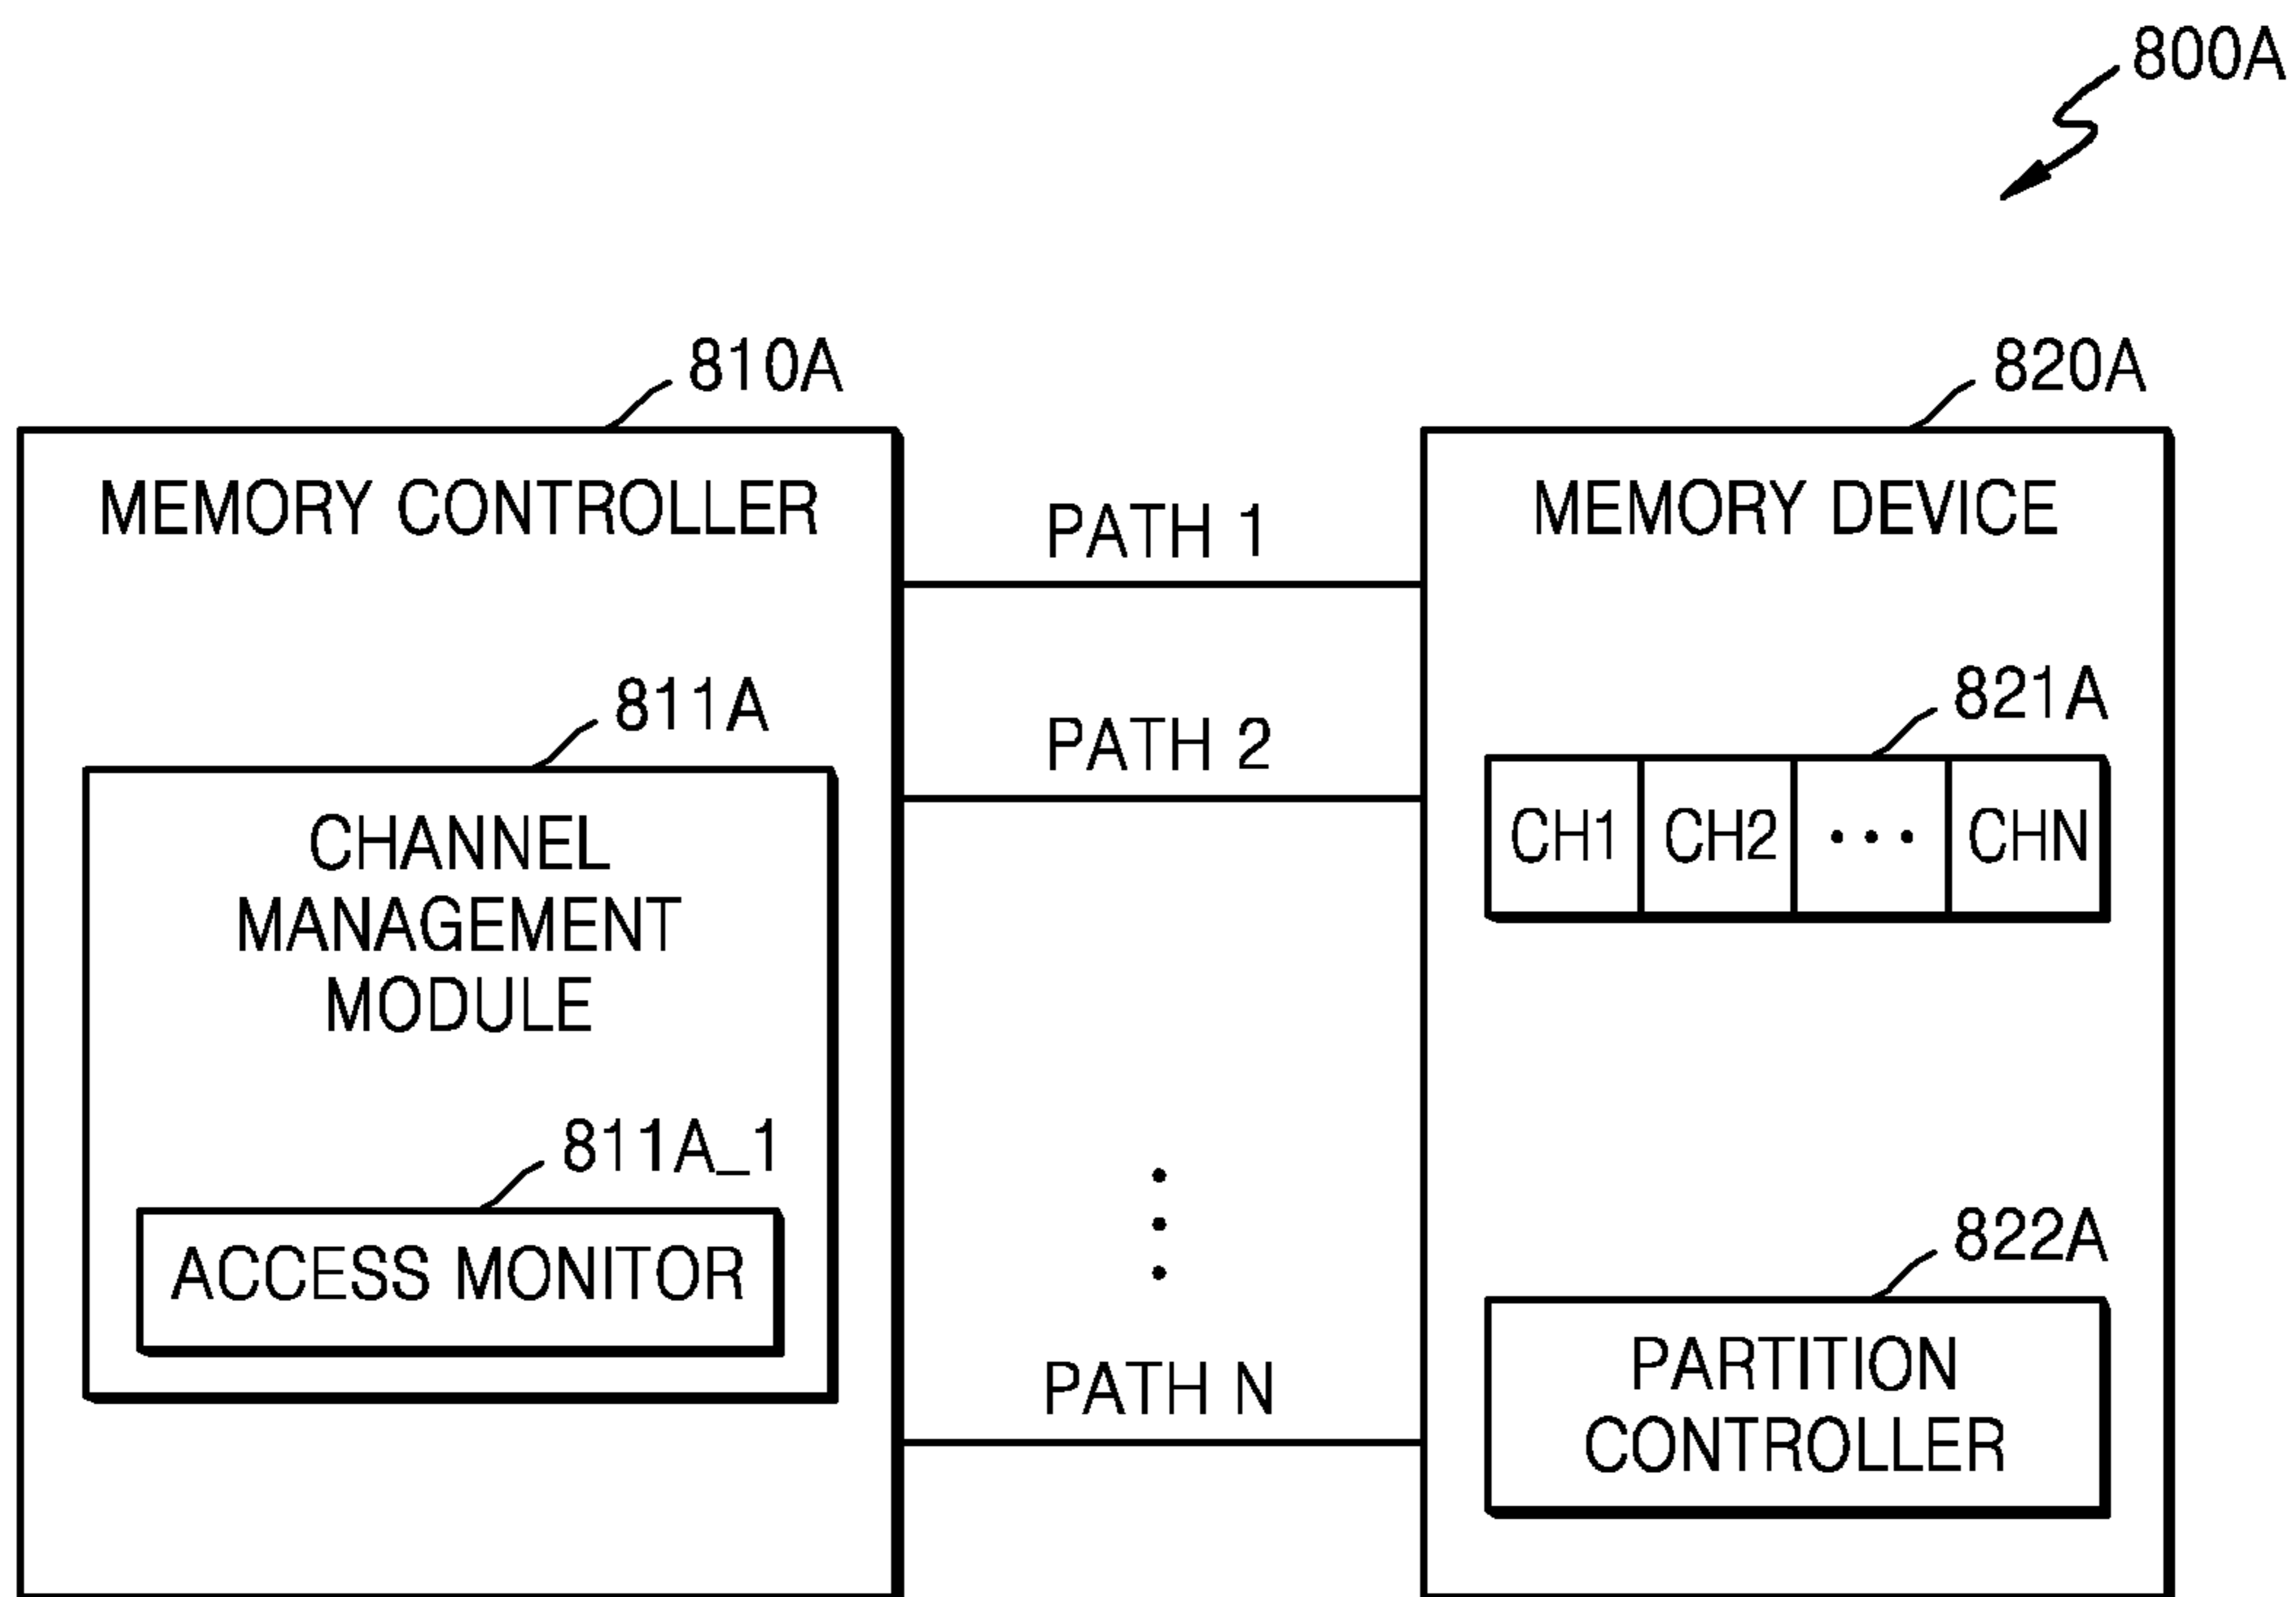 800A
810A
820A
MEMORY CONTROLLER
PATH 1
MEMORY DEVICE
811A
PATH 2
821A
CHANNEL
MANAGEMENT
MODULE
CH1 CH2 ••• CHN
811A_1
ACCESS MONITOR
822A
PATH N
PARTITION
CONTROLLER